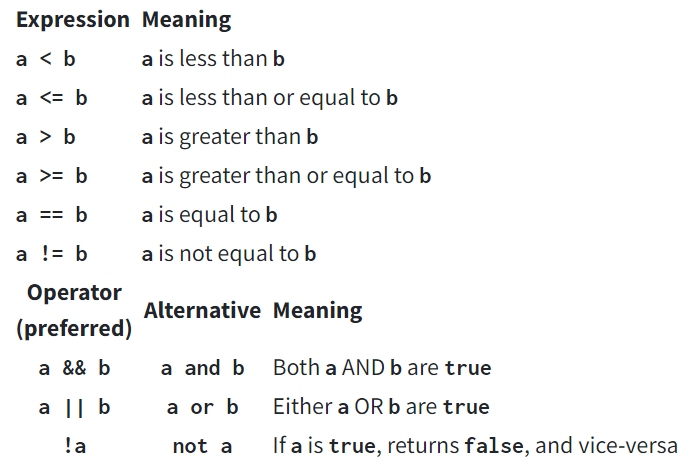 Expression Meaning
a < b a is less than b
a <= b a is less than or equal to b
a > b a is greater than b
a >= b a is greater than or equal to b
a == b a is equal to b
a != b a is not equal to b
Operator
(preferred) Alternative Meaning
a && b a and b Both a AND b are true
a || b a or b Either a OR b are true
!a not a If a is true, returns false, and vice-versa